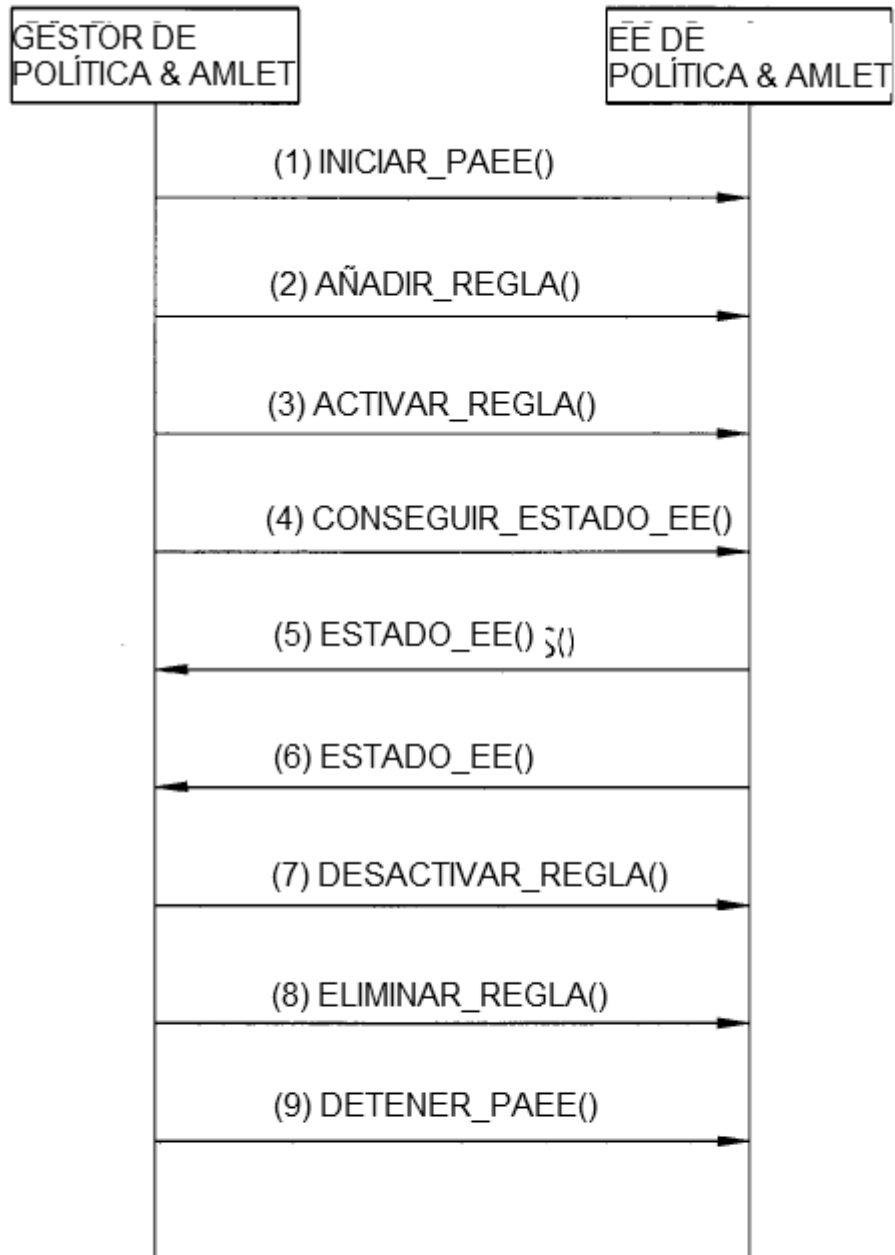 GESTOR DE
POLÍTICA & AMLET
EE DE
POLÍTICA & AMLET
(1) INICIAR_PAEE()
(2) AÑADIR_REGLA()
(3) ACTIVAR_REGLA()
(4) CONSEGUIR_ESTADO_EE()
(5) ESTADO_EE() S()
(6) ESTADO_EE()
(7) DESACTIVAR_REGLA()
(8) ELIMINAR_REGLA()
(9) DETENER_PAEE()